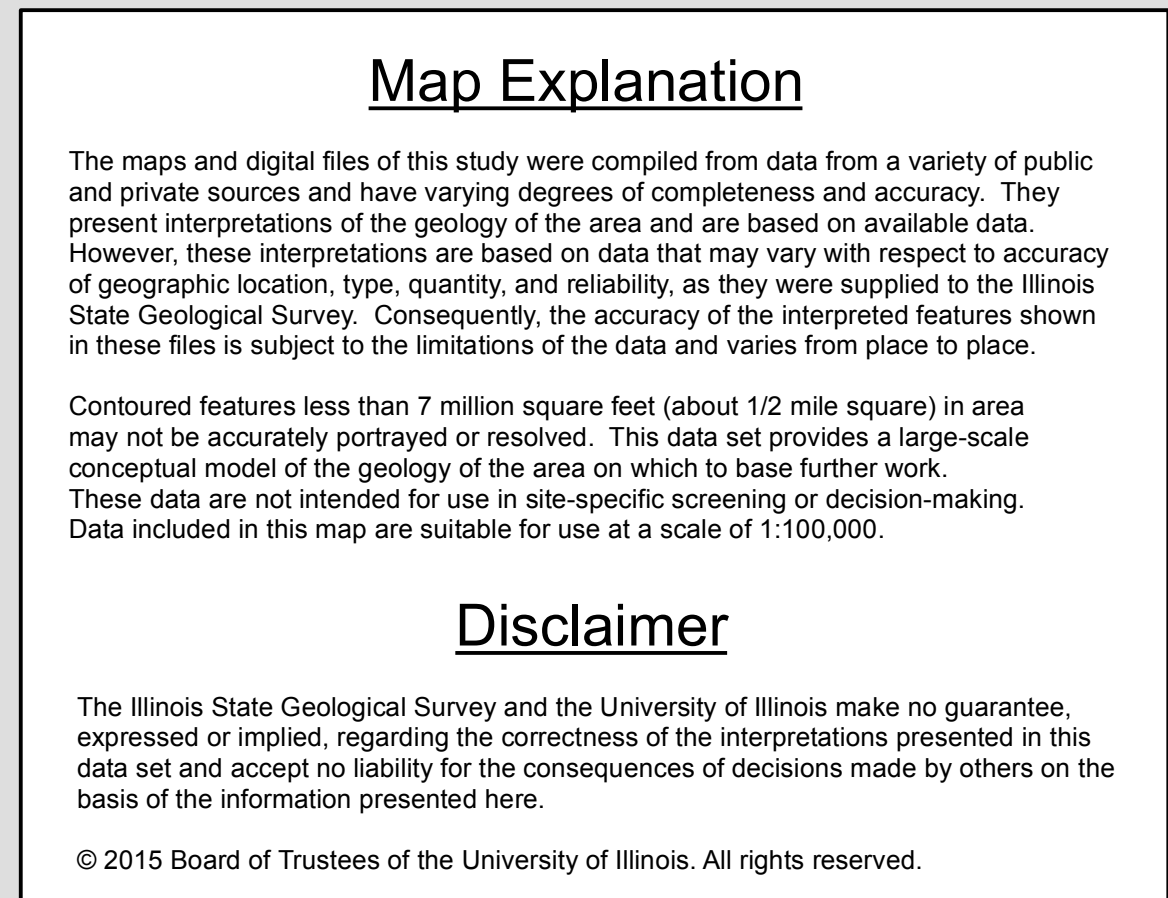 Map Explanation
The maps and digital files of this study were compiled from data from a variety of public
and private sources and have varying degrees of completeness and accuracy.  They
present interpretations of the geology of the area and are based on available data.
However, these interpretations are based on data that may vary with respect to accuracy
of geographic location, type, quantity, and reliability, as they were supplied to the Illinois
State Geological Survey.  Consequently, the accuracy of the interpreted features shown
in these files is subject to the limitations of the data and varies from place to place.
Contoured features less than 7 million square feet (about 1/2 mile square) in area
may not be accurately portrayed or resolved.  This data set provides a large-scale
conceptual model of the geology of the area on which to base further work.
These data are not intended for use in site-specific screening or decision-making.
Data included in this map are suitable for use at a scale of 1:100,000.
Disclaimer
The Illinois State Geological Survey and the University of Illinois make no guarantee,
expressed or implied, regarding the correctness of the interpretations presented in this
data set and accept no liability for the consequences of decisions made by others on the
basis of the information presented here.
© 2015 Board of Trustees of the University of Illinois. All rights reserved.